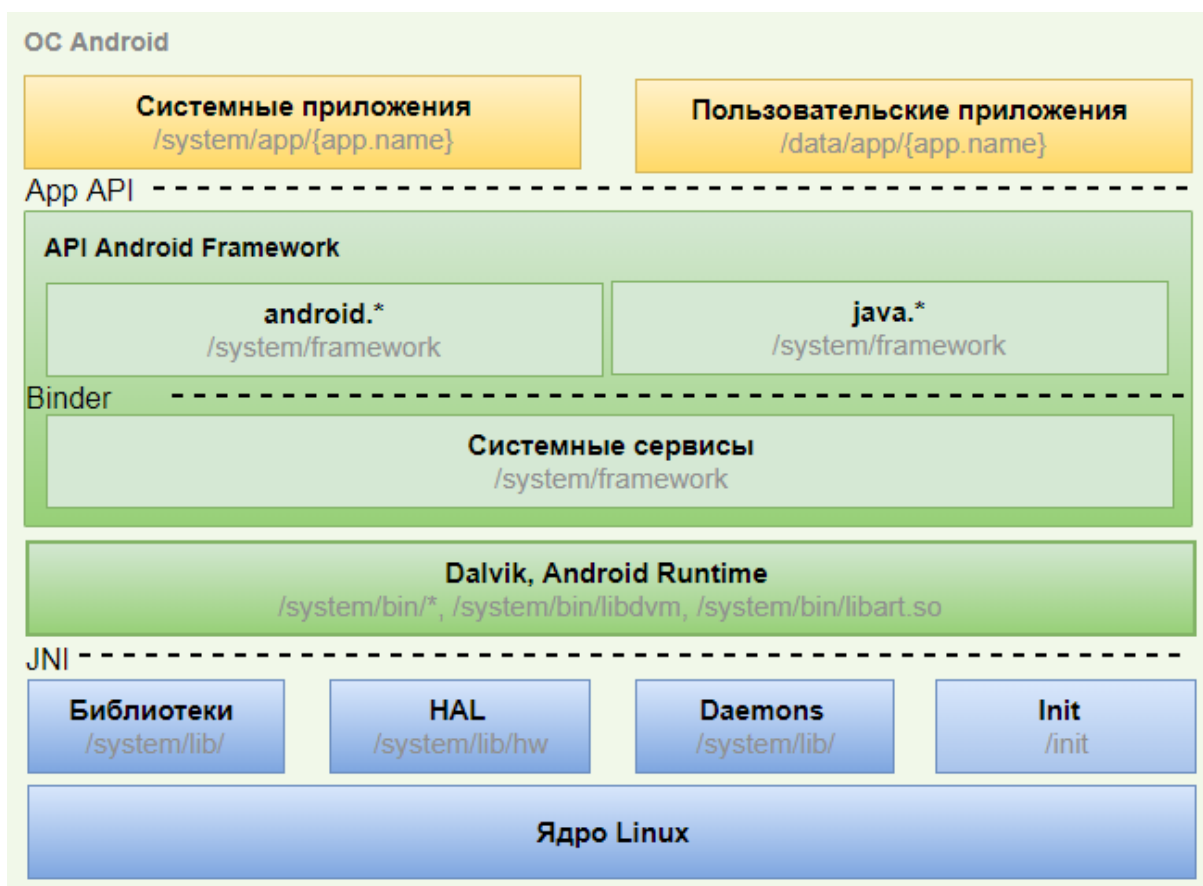 ОС Android
Системные приложения
/system/app/{app.name}
Пользовательские приложения
/data/app/{app.name}
App API
API Android Framework
android.*
/system/framework
java.*
/system/framework
Binder
Системные сервисы
/system/framework
Dalvik, Android Runtime
/system/bin/*, /system/bin/libdvm, /system/bin/libart.so
JNI
Библиотеки
/system/lib/
HAL
/system/lib/hw
Daemons
/system/lib/
Init
/init
Ядро Linux